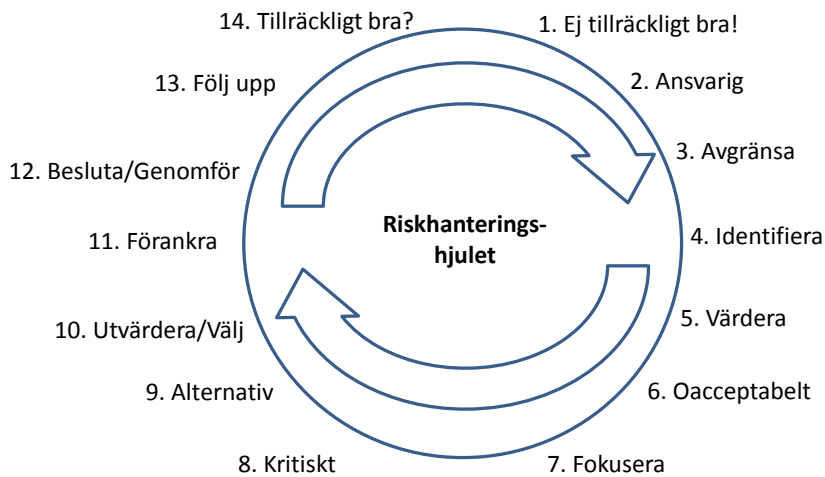 14. Tillräckligt bra?
1. Ej tillräckligt bra!
13. Följ upp
2. Ansvarig
3. Avgränsa
12. Besluta/Genomför
Riskhanterings-
hjulet
11. Förankra
4. Identifiera
10. Utvärdera/Välj
5. Värdera
9. Alternativ
6. Oacceptabelt
8. Kritiskt
7. Fokusera